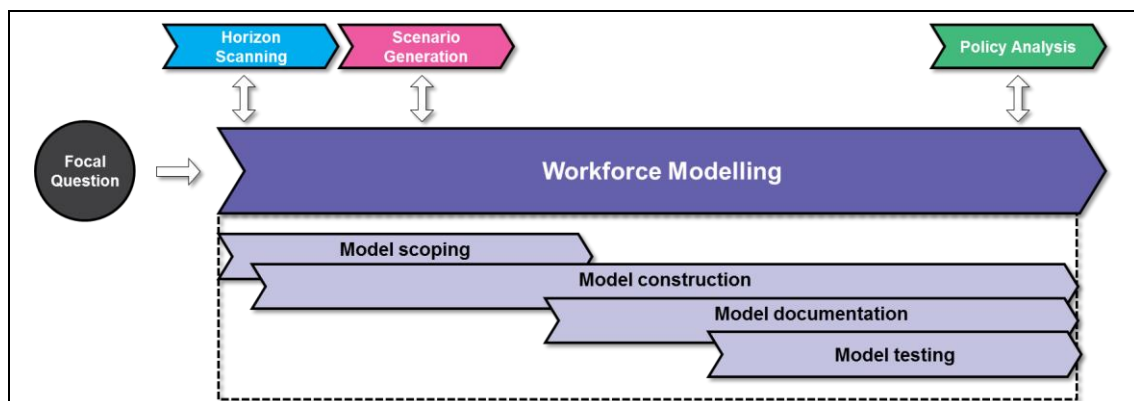 Horizon
Scanning
Scenario
Generation
Policy Analysis
Focal
Question
Workforce Modelling
Model scoping
Model construction
Model documentation
Model testing